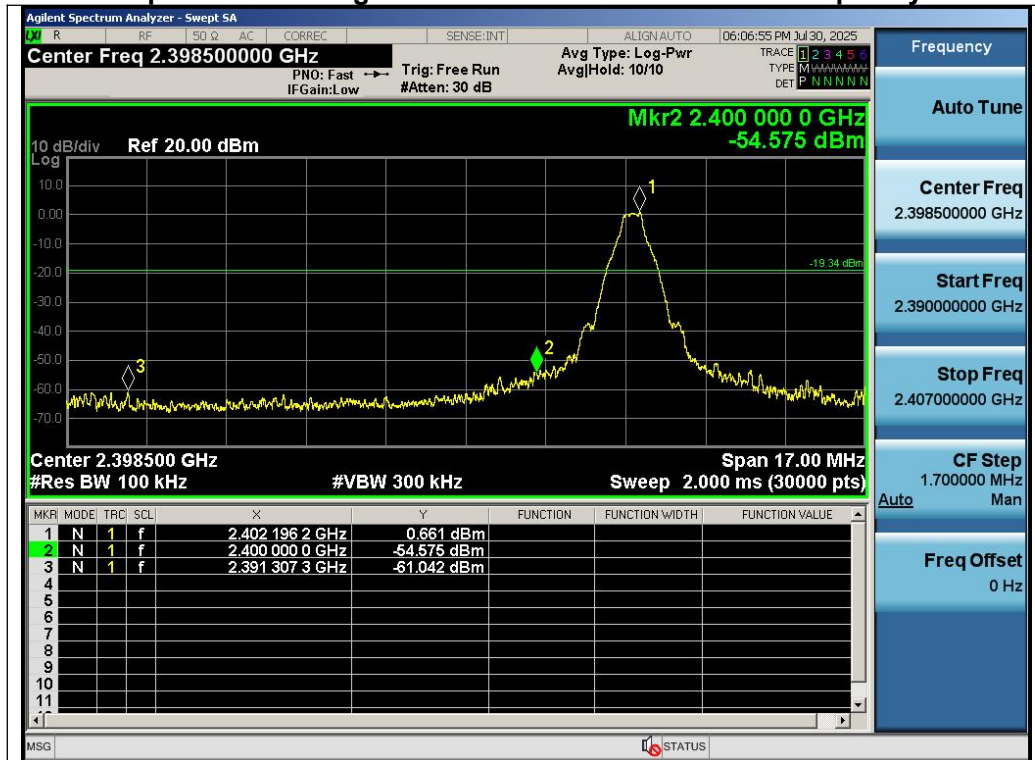 Agilent Spectrum Analyzer - Swept SA
LXI R RF 50 Ω AC CORREC SENSE:INT ALIGN AUTO 06:06:55 PM Jul 30, 2025
Center Freq 2.398500000 GHz
PNO: Fast
IFGain:Low
Trig: Free Run
#Atten: 30 dB
Avg Type: Log-Pwr
Avg|Hold: 10/10
TRACE 1 2 3 4 5 6
TYPE M
DET P N N N N N
Mkr2 2.400 000 0 GHz
-54.575 dBm
10 dB/div Ref 20.00 dBm
Log
10.0
0.00
-10.0
-20.0
-30.0
-40.0
-50.0
-60.0
-70.0
1
-19.34 dBm
2
3
Center 2.398500 GHz Span 17.00 MHz
#Res BW 100 kHz #VBW 300 kHz Sweep 2.000 ms (30000 pts)
MKR MODE TRC SCL X Y FUNCTION FUNCTION WIDTH FUNCTION VALUE
1 N 1 f 2.402 196 2 GHz 0.661 dBm
2 N 1 f 2.400 000 0 GHz -54.575 dBm
3 N 1 f 2.391 307 3 GHz -61.042 dBm
4
5
6
7
8
9
10
11
MSG STATUS
Frequency
Auto Tune
Center Freq
2.398500000 GHz
Start Freq
2.390000000 GHz
Stop Freq
2.407000000 GHz
CF Step
1.700000 MHz
Auto Man
Freq Offset
0 Hz